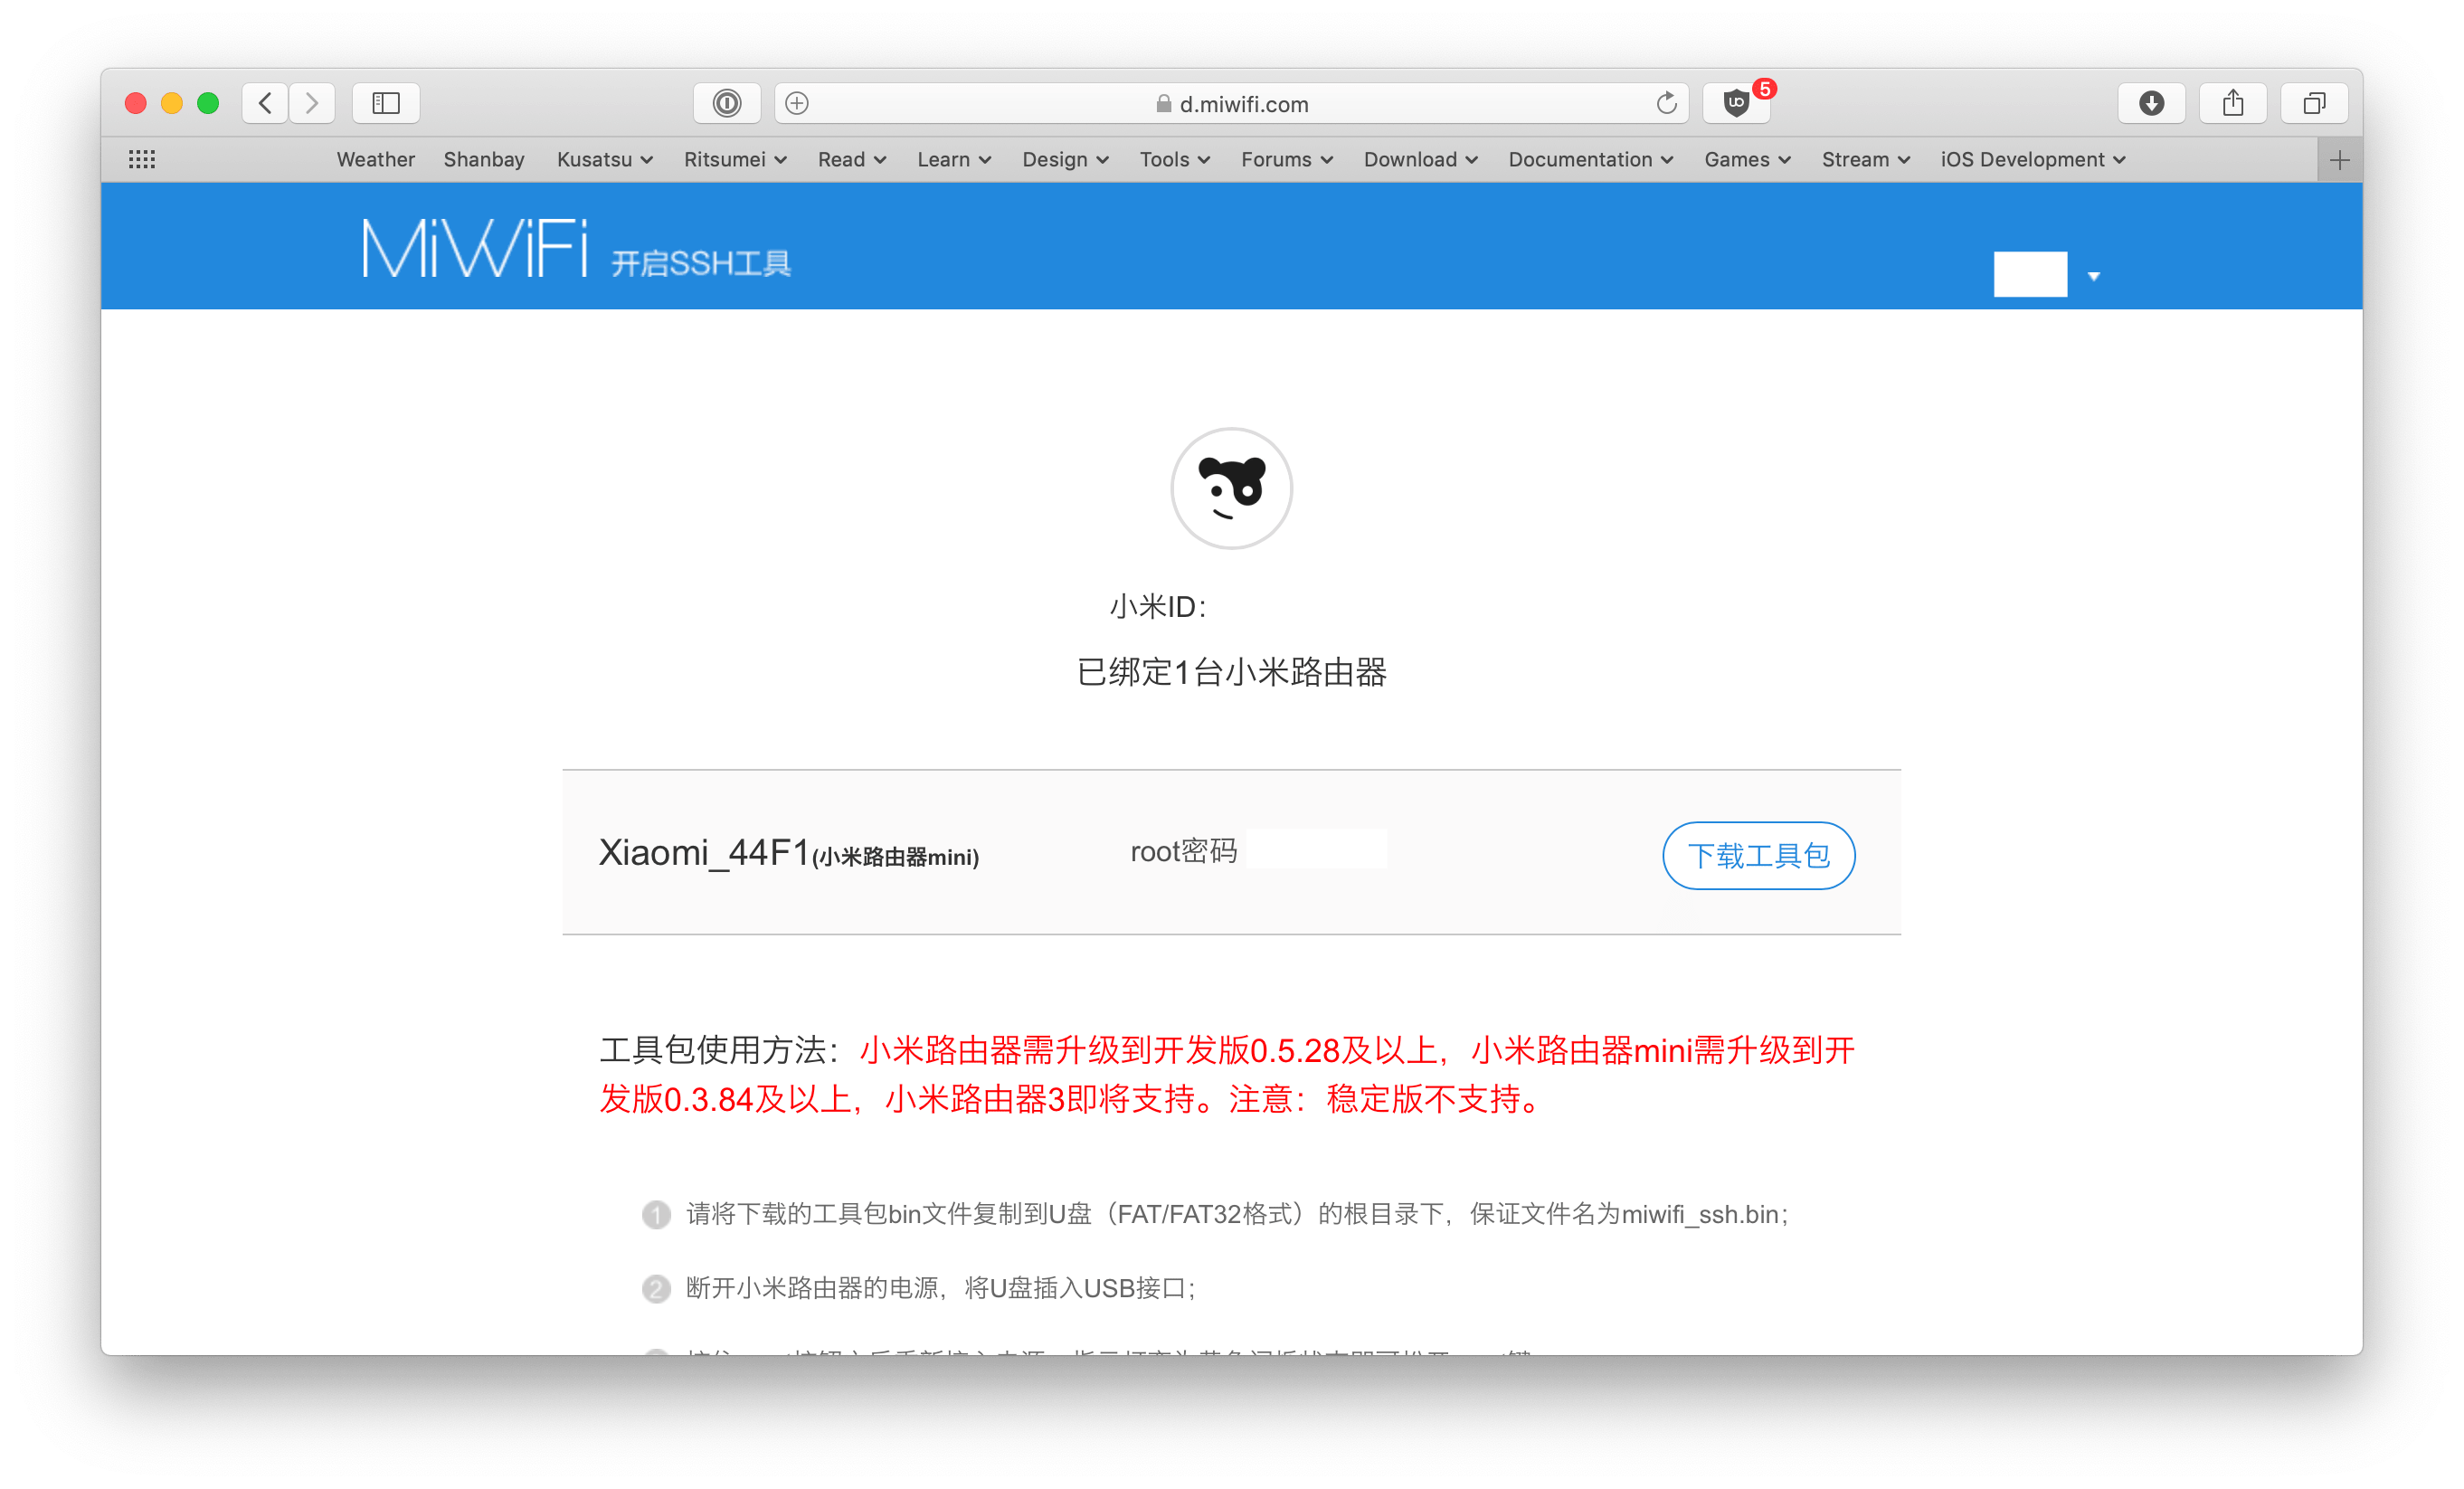 d.miwifi.com
5
Weather Shanbay Kusatsu Ritsumei Read Learn Design Tools Forums Download Documentation Games Stream iOS Development
MiWiFi 开启SSH工具
小米ID：
已绑定1台小米路由器
Xiaomi_44F1(小米路由器mini) root密码 下载工具包
工具包使用方法：小米路由器需升级到开发版0.5.28及以上，小米路由器mini需升级到开
发版0.3.84及以上，小米路由器3即将支持。注意：稳定版不支持。
1 请将下载的工具包bin文件复制到U盘（FAT/FAT32格式）的根目录下，保证文件名为miwifi_ssh.bin；
2 断开小米路由器的电源，将U盘插入USB接口；